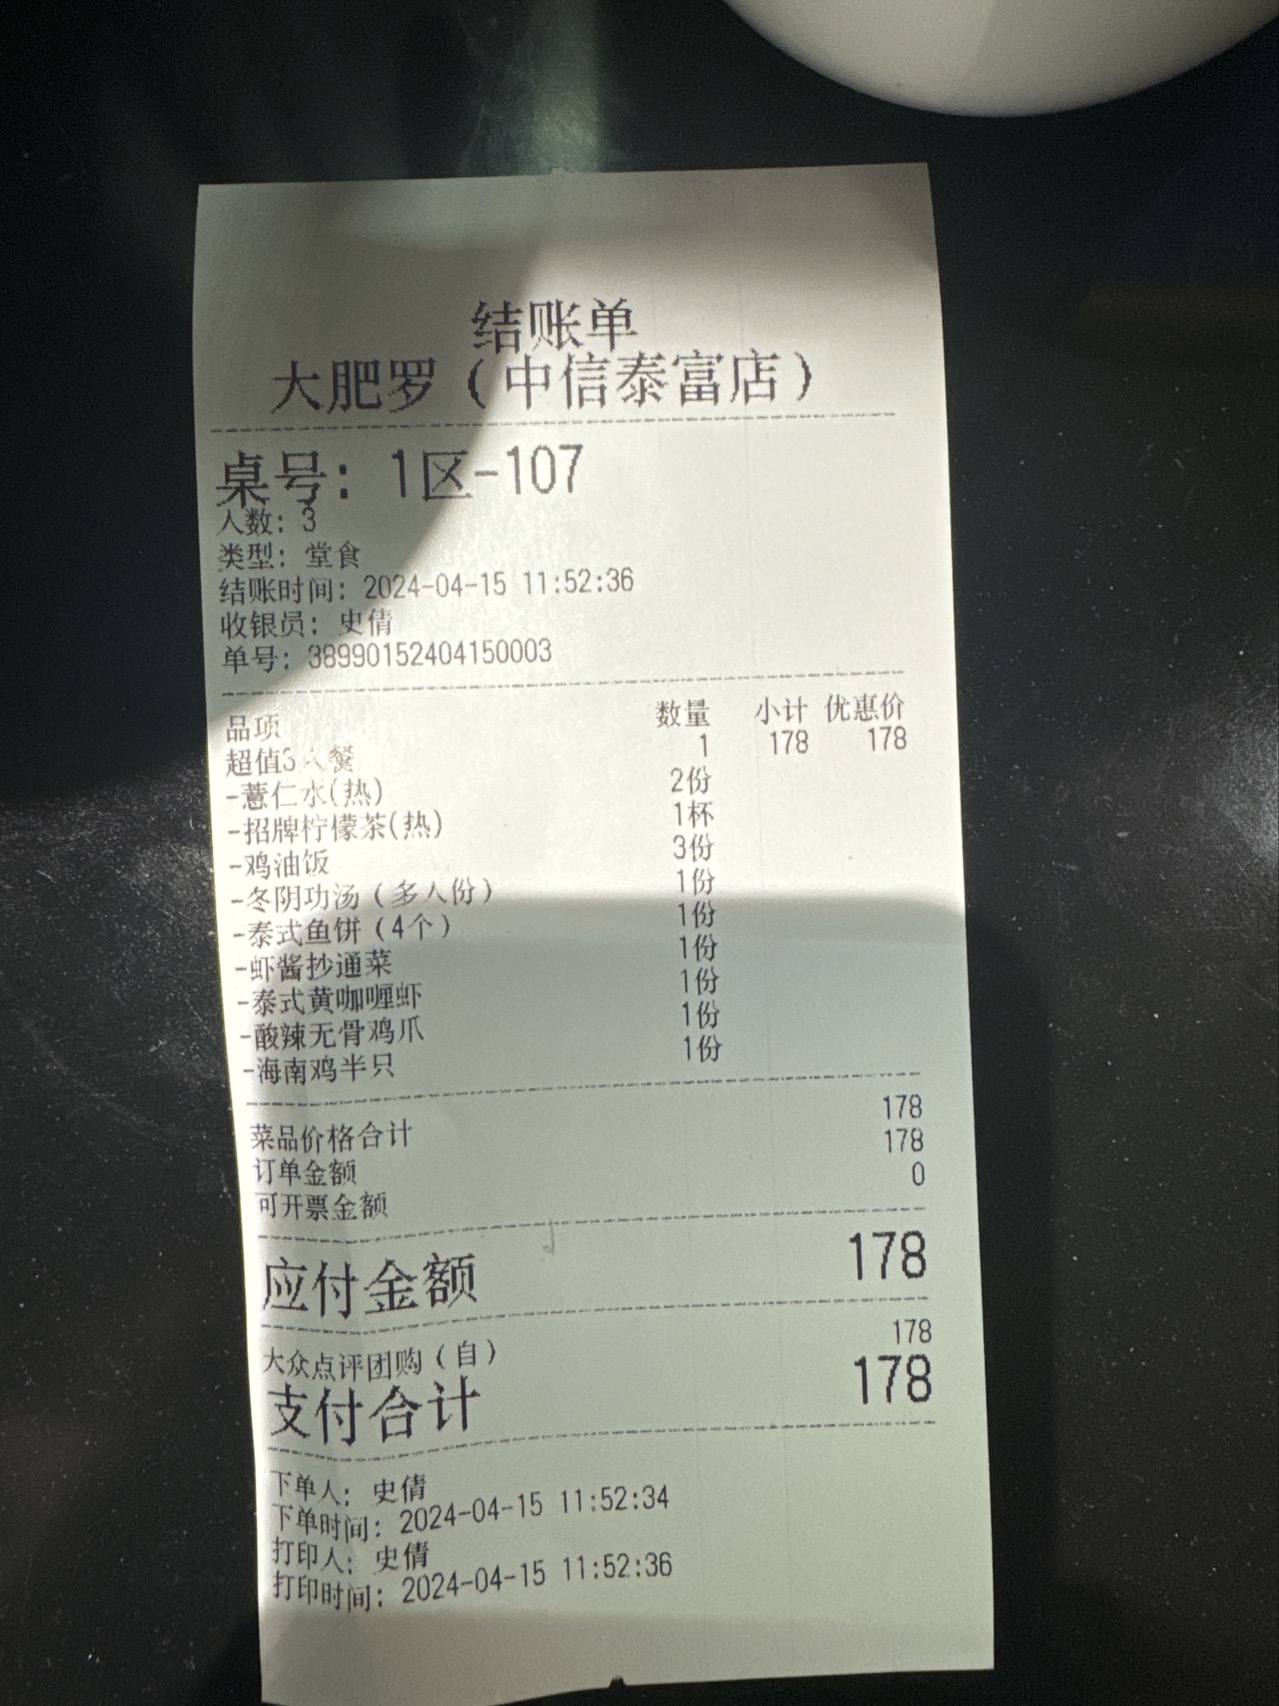 结账单
大肥罗（中信泰富店）
桌号: 1区-107
人数: 3
类型: 堂食
结账时间: 2024-04-15 11:52:36
收银员: 史倩
单号: 38990152404150003
品项 数量 小计 优惠价
超值3人餐 1 178 178
-薏仁水(热) 2份
-招牌柠檬茶(热) 1杯
-鸡油饭 3份
-冬阴功汤（多人份） 1份
-泰式鱼饼（4个） 1份
-虾酱抄通菜 1份
-泰式黄咖喱虾 1份
-酸辣无骨鸡爪 1份
-海南鸡半只 1份
菜品价格合计 178
订单金额 178
可开票金额 0
应付金额 178
大众点评团购（自） 178
支付合计 178
下单人: 史倩
下单时间: 2024-04-15 11:52:34
打印人: 史倩
打印时间: 2024-04-15 11:52:36